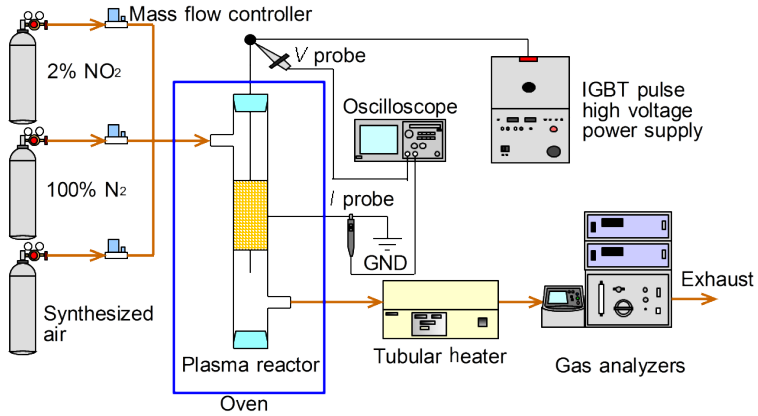 Mass flow controller
2% NO₂
V probe
Oscilloscope
IGBT pulse
high voltage
power supply
100% N₂
I probe
GND
Exhaust
Synthesized
air
Plasma reactor
Tubular heater
Gas analyzers
Oven